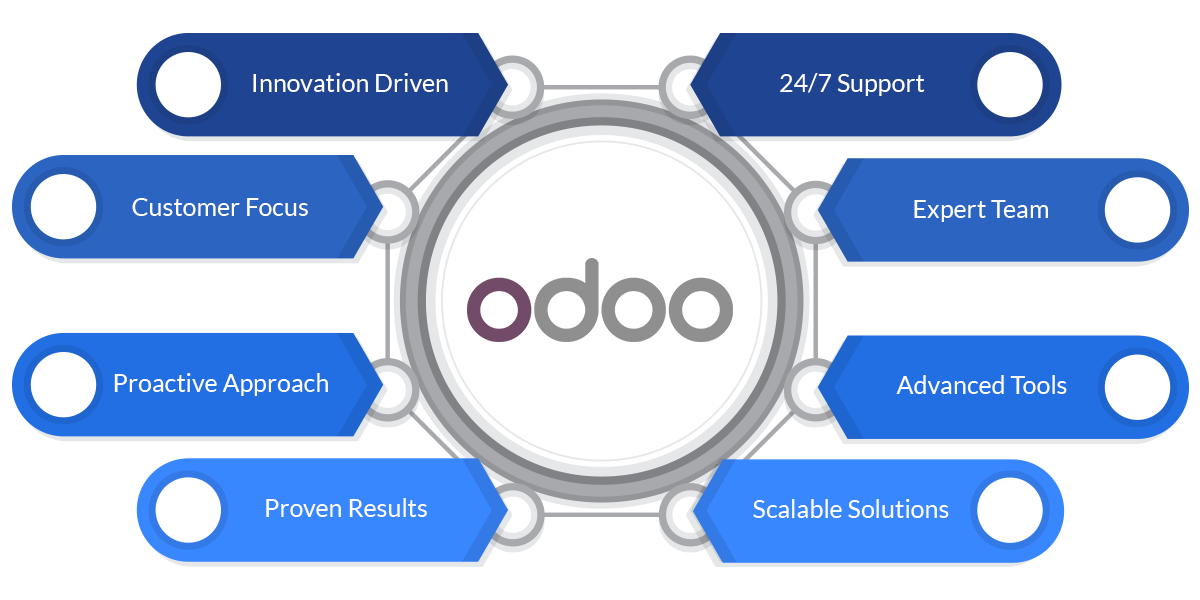 Innovation Driven
24/7 Support
Customer Focus
Expert Team
odoo
Proactive Approach
Advanced Tools
Proven Results
Scalable Solutions